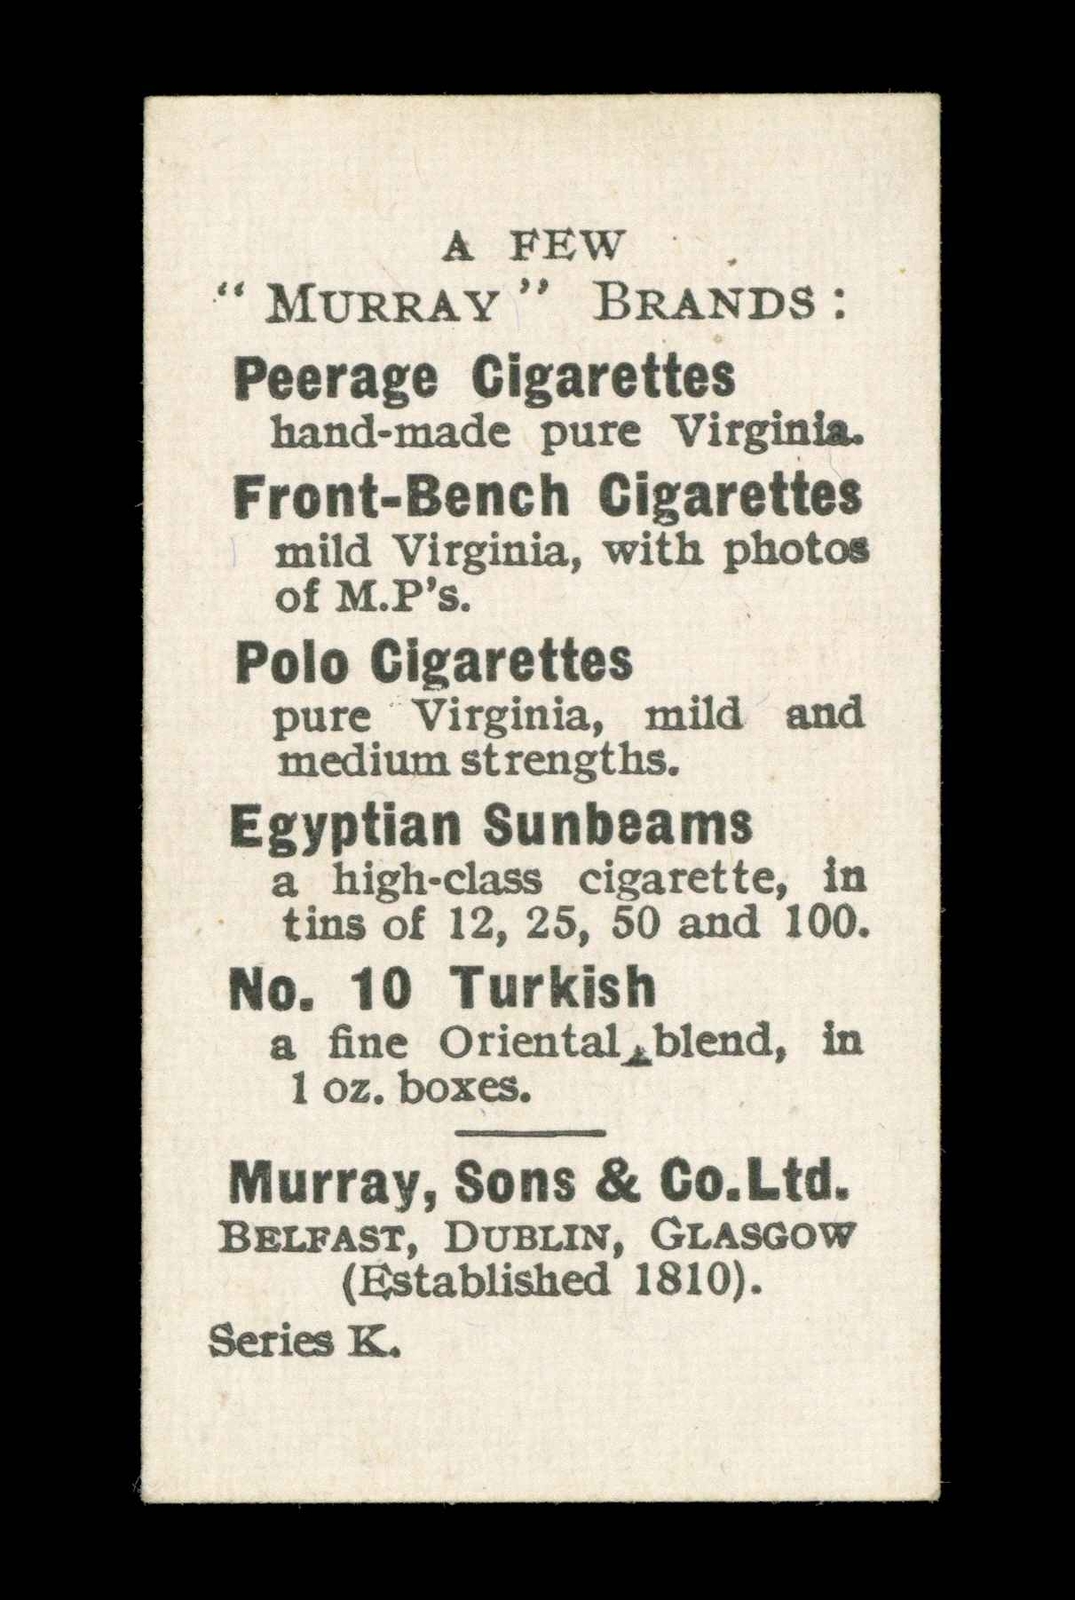 A FEW
“MURRAY” BRANDS:
Peerage Cigarettes
hand-made pure Virginia.
Front-Bench Cigarettes
mild Virginia, with photos
of M.P's.
Polo Cigarettes
pure Virginia, mild and
medium strengths.
Egyptian Sunbeams
a high-class cigarette, in
tins of 12, 25, 50 and 100.
No. 10 Turkish
a fine Oriental blend, in
1 oz. boxes.
Murray, Sons & Co. Ltd.
BELFAST, DUBLIN, GLASGOW
(Established 1810).
Series K.